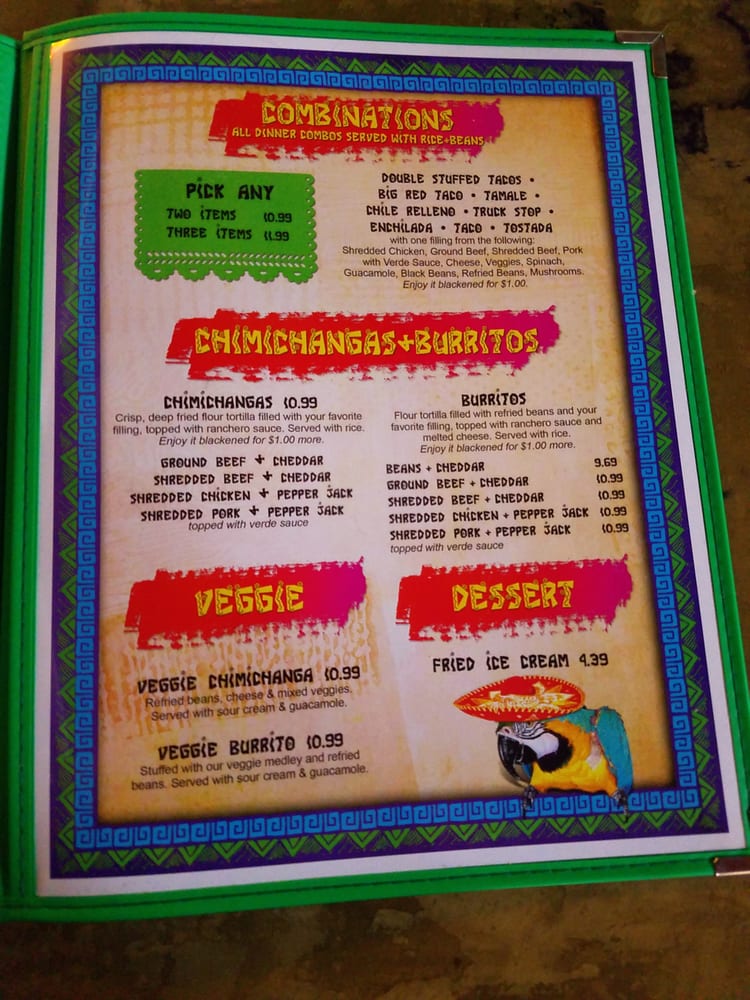 COMBINATIONS
ALL DINNER COMBOS SERVED WITH RICE+BEANS
PICK ANY
TWO ITEMS 10.99
THREE ITEMS 11.99
DOUBLE STUFFED TACOS •
BIG RED TACO • TAMALE •
CHILE RELLENO • TRUCK STOP •
ENCHILADA • TACO • TOSTADA
with one filling from the following:
Shredded Chicken, Ground Beef, Shredded Beef, Pork
with Verde Sauce, Cheese, Veggies, Spinach,
Guacamole, Black Beans, Refried Beans, Mushrooms.
Enjoy it blackened for $1.00.
CHIMICHANGAS+BURRITOS
CHIMICHANGAS 10.99
Crisp, deep fried flour tortilla filled with your favorite
filling, topped with ranchero sauce. Served with rice.
Enjoy it blackened for $1.00 more.
GROUND BEEF + CHEDDAR
SHREDDED BEEF + CHEDDAR
SHREDDED CHICKEN + PEPPER JACK
SHREDDED PORK + PEPPER JACK
topped with verde sauce
BURRITOS
Flour tortilla filled with refried beans and your
favorite filling, topped with ranchero sauce and
melted cheese. Served with rice.
Enjoy it blackened for $1.00 more.
BEANS + CHEDDAR 9.69
GROUND BEEF + CHEDDAR 10.99
SHREDDED BEEF + CHEDDAR 10.99
SHREDDED CHICKEN + PEPPER JACK 10.99
SHREDDED PORK + PEPPER JACK 10.99
topped with verde sauce
VEGGIE
VEGGIE CHIMICHANGA 10.99
Refried beans, cheese & mixed veggies.
Served with sour cream & guacamole.
VEGGIE BURRITO 10.99
Stuffed with our veggie medley and refried
beans. Served with sour cream & guacamole.
DESSERT
FRIED ICE CREAM 4.39